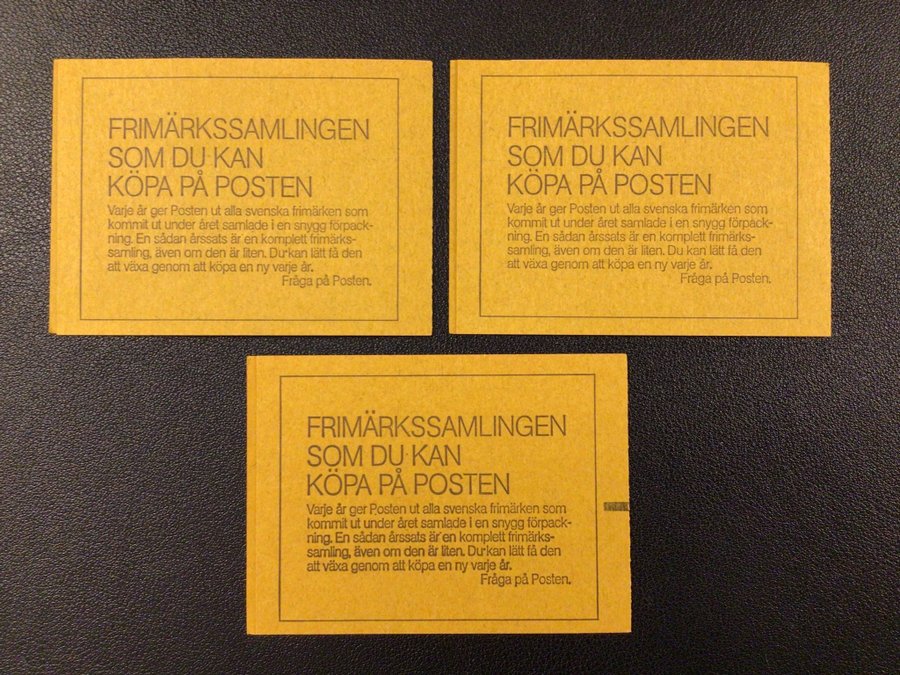 FRIMÄRKSSAMLINGEN
SOM DU KAN
KÖPA PÅ POSTEN
Varje år ger Posten ut alla svenska frimärken som
kommit ut under året samlade i en snygg förpack-
ning. En sådan årssats är en komplett frimärks-
samling, även om den är liten. Du kan lätt få den
att växa genom att köpa en ny varje år.
Fråga på Posten.
FRIMÄRKSSAMLINGEN
SOM DU KAN
KÖPA PÅ POSTEN
Varje år ger Posten ut alla svenska frimärken som
kommit ut under året samlade i en snygg förpack-
ning. En sådan årssats är en komplett frimärks-
samling, även om den är liten. Du kan lätt få den
att växa genom att köpa en ny varje år.
Fråga på Posten.
FRIMÄRKSSAMLINGEN
SOM DU KAN
KÖPA PÅ POSTEN
Varje år ger Posten ut alla svenska frimärken som
kommit ut under året samlade i en snygg förpack-
ning. En sådan årssats är en komplett frimärks-
samling, även om den är liten. Du kan lätt få den
att växa genom att köpa en ny varje år.
Fråga på Posten.